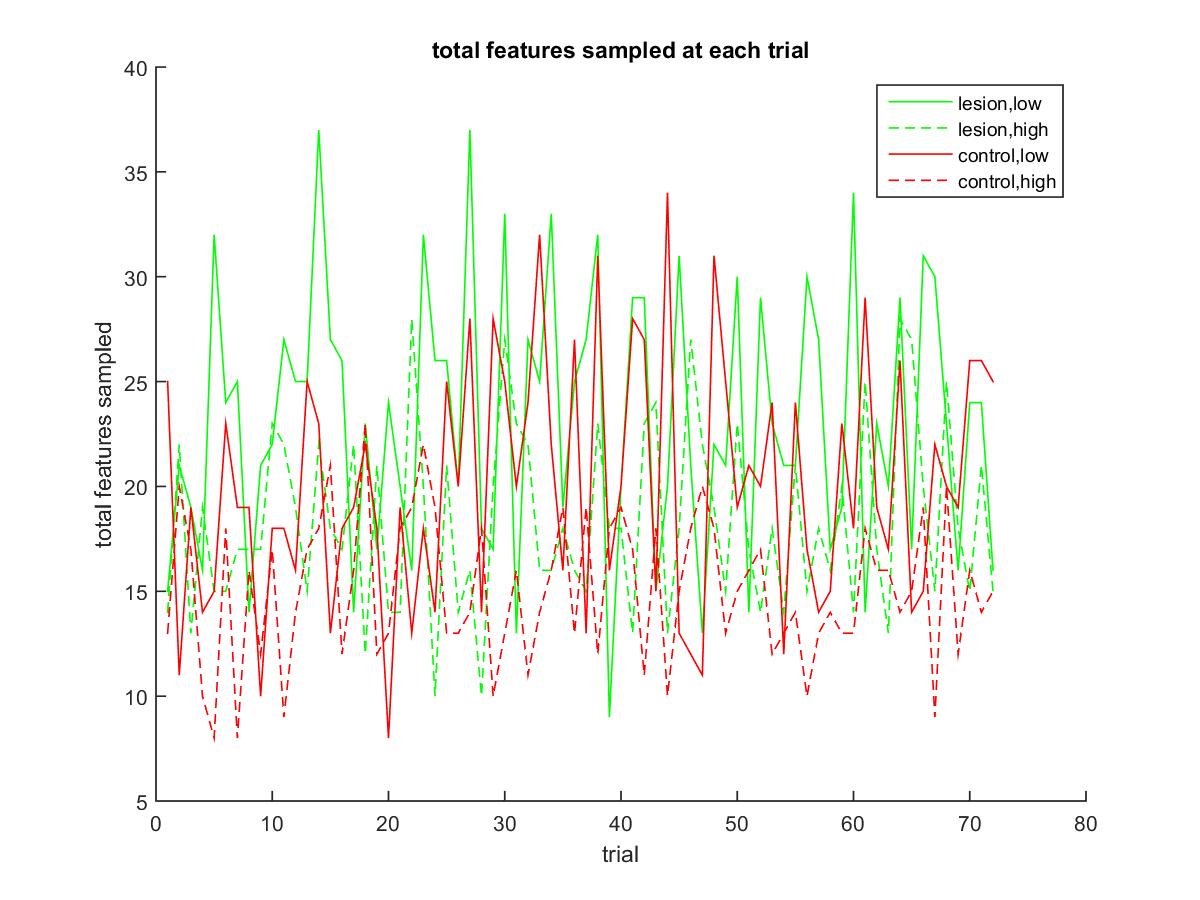 total features sampled at each trial
lesion,low
lesion,high
control,low
control,high
total features sampled
40
35
30
25
20
15
10
5
0 10 20 30 40 50 60 70 80
trial